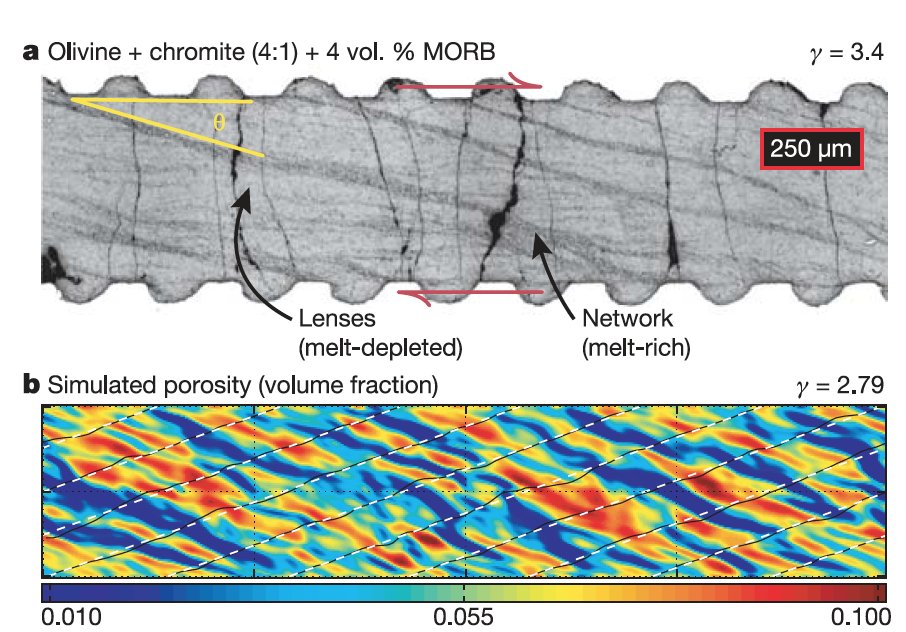 a Olivine + chromite (4:1) + 4 vol. % MORB γ = 3.4
θ
250 µm
Lenses
(melt-depleted)
Network
(melt-rich)
b Simulated porosity (volume fraction) γ = 2.79
0.010 0.055 0.100